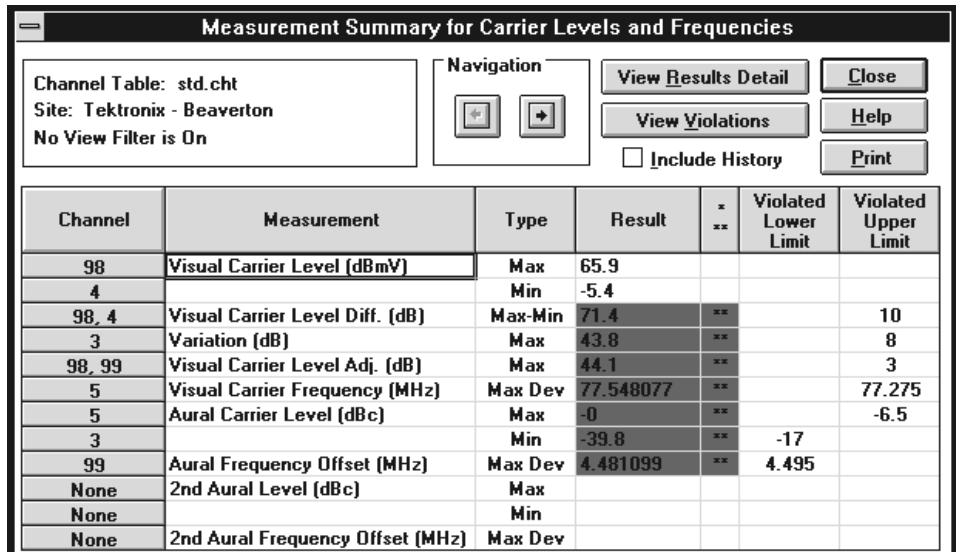 Measurement Summary for Carrier Levels and Frequencies
Channel Table: std.cht
Site: Tektronix - Beaverton
No View Filter is On
Navigation
View Results Detail
Close
View Violations
Help
Include History
Print
Channel Measurement Type Result * ** Violated Lower Limit Violated Upper Limit
98 Visual Carrier Level (dBmV) Max 65.9
4 Min -5.4
98, 4 Visual Carrier Level Diff. (dB) Max-Min 71.4 ** 10
3 Variation (dB) Max 43.8 ** 8
98, 99 Visual Carrier Level Adj. (dB) Max 44.1 ** 3
5 Visual Carrier Frequency (MHz) Max Dev 77.548077 ** 77.275
5 Aural Carrier Level (dBc) Max -0 ** -6.5
3 Min -39.8 ** -17
99 Aural Frequency Offset (MHz) Max Dev 4.481099 ** 4.495
None 2nd Aural Level (dBc) Max
None Min
None 2nd Aural Frequency Offset (MHz) Max Dev